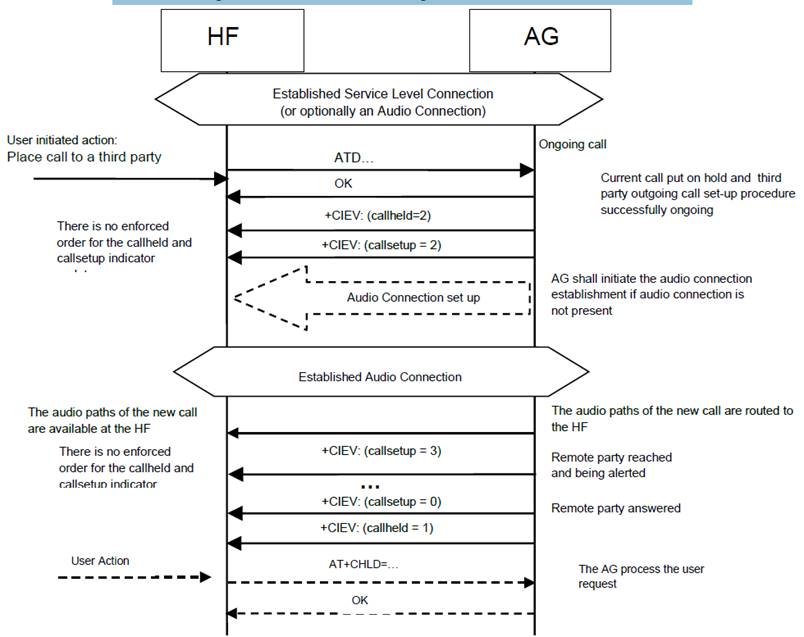 HF
AG
Established Service Level Connection
(or optionally an Audio Connection)
User initiated action:
Place call to a third party
Ongoing call
ATD...
OK
Current call put on hold and third
party outgoing call set-up procedure
successfully ongoing
+CIEV: (callheld=2)
There is no enforced
order for the callheld and
callsetup indicator
+CIEV: (callsetup = 2)
Audio Connection set up
AG shall initiate the audio connection
establishment if audio connection is
not present
Established Audio Connection
The audio paths of the new call
are available at the HF
The audio paths of the new call are routed to
the HF
There is no enforced
order for the callheld and
callsetup indicator
+CIEV: (callsetup = 3)
Remote party reached
and being alerted
...
+CIEV: (callsetup = 0)
Remote party answered
+CIEV: (callheld = 1)
User Action
AT+CHLD=...
The AG process the user
request
OK